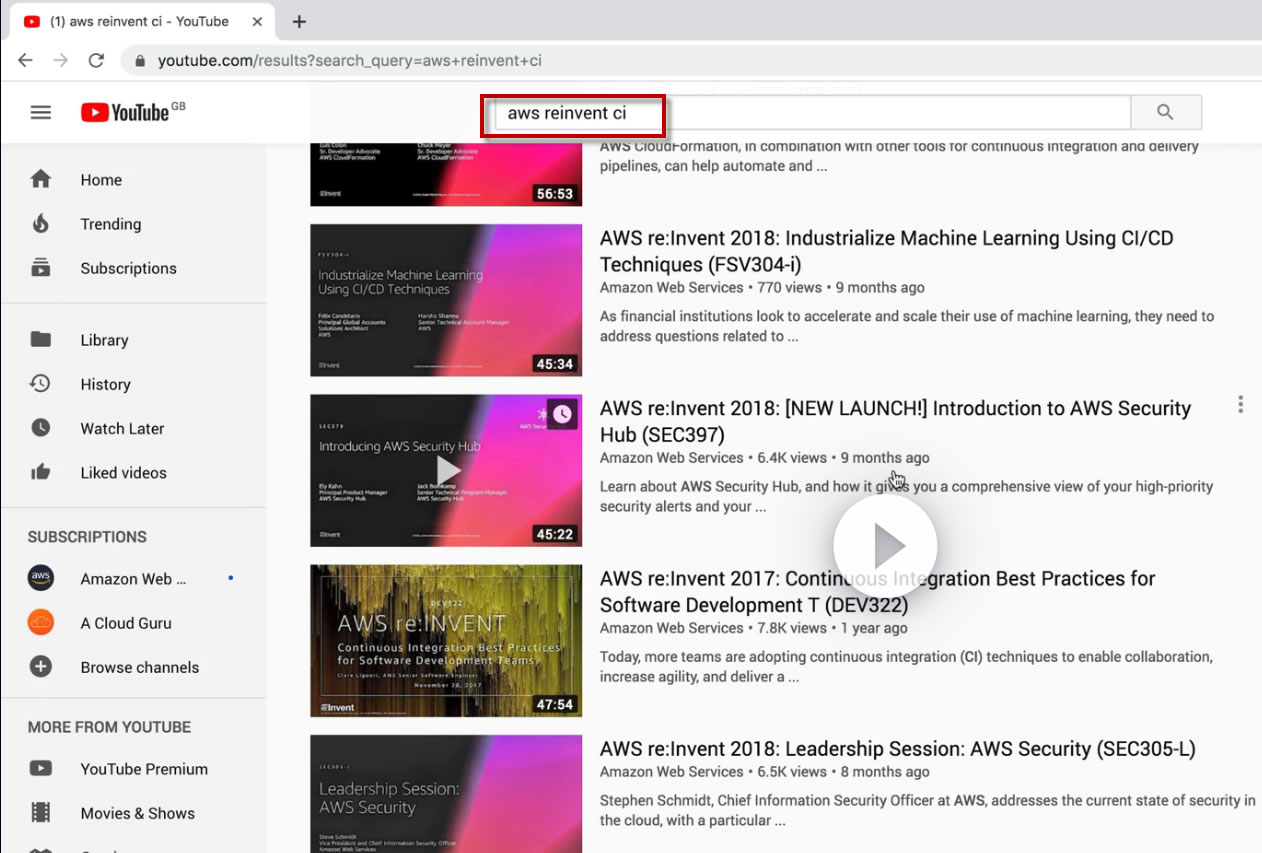 (1) aws reinvent ci - YouTube
youtube.com/results?search_query=aws+reinvent+ci
YouTube GB
aws reinvent ci
Home
Trending
Subscriptions
Library
History
Watch Later
Liked videos
SUBSCRIPTIONS
aws
Amazon Web ...
A Cloud Guru
Browse channels
MORE FROM YOUTUBE
YouTube Premium
Movies & Shows
Luis Colon
Chuck Meyer
Sr. Developer Advocate
Sr. Developer Advocate
AWS CloudFormation
AWS CloudFormation
re:Invent
56:53
AWS CloudFormation, in combination with other tools for continuous integration and delivery
pipelines, can help automate and ...
FSV304-i
Industrialize Machine Learning
Using CI/CD Techniques
Felix Candelario
Harsha Sharma
Principal Global Accounts
Senior Technical Account Manager
Solutions Architect
AWS
AWS
re:Invent
45:34
AWS re:Invent 2018: Industrialize Machine Learning Using CI/CD
Techniques (FSV304-i)
Amazon Web Services • 770 views • 9 months ago
As financial institutions look to accelerate and scale their use of machine learning, they need to
address questions related to ...
SEC379
Introducing AWS Security Hub
Ely Kahn
Principal Product Manager
Senior Technical Program Manager
AWS Security Hub
AWS Security Hub
re:Invent
45:22
AWS re:Invent 2018: [NEW LAUNCH!] Introduction to AWS Security
Hub (SEC397)
Amazon Web Services • 6.4K views • 9 months ago
Learn about AWS Security Hub, and how it gives you a comprehensive view of your high-priority
security alerts and your ...
DEV322
AWS re:INVENT
Continuous Integration Best Practices
for Software Development Teams
Clare Liguori, AWS Senior Software Engineer
November 28, 2017
re:Invent
47:54
AWS re:Invent 2017: Continuous Integration Best Practices for
Software Development T (DEV322)
Amazon Web Services • 7.8K views • 1 year ago
Today, more teams are adopting continuous integration (CI) techniques to enable collaboration,
increase agility, and deliver a ...
SEC305-L
Leadership Session:
AWS Security
Steve Schmidt
Vice President and Chief Information Security Officer
Amazon Web Services
AWS re:Invent 2018: Leadership Session: AWS Security (SEC305-L)
Amazon Web Services • 6.5K views • 8 months ago
Stephen Schmidt, Chief Information Security Officer at AWS, addresses the current state of security in
the cloud, with a particular ...